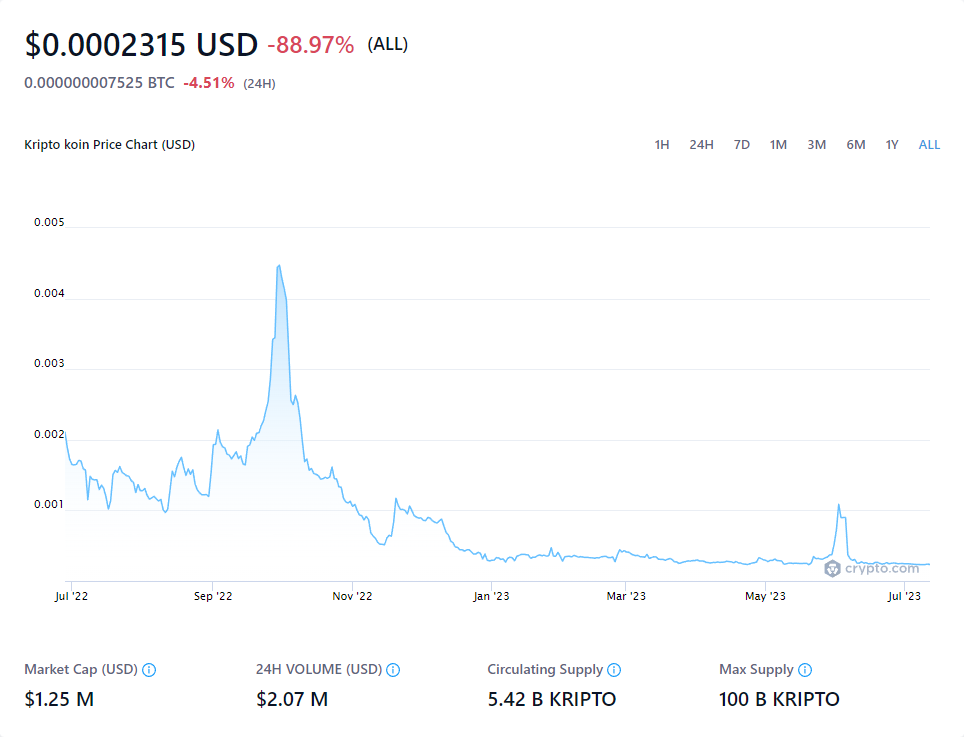 $0.0002315 USD -88.97% (ALL)
0.000000007525 BTC -4.51% (24H)
Kripto koin Price Chart (USD) 1H 24H 7D 1M 3M 6M 1Y ALL
0.005
0.004
0.003
0.002
0.001
crypto.com
Jul '22 Sep '22 Nov '22 Jan '23 Mar '23 May '23 Jul '23
Market Cap (USD) 24H VOLUME (USD) Circulating Supply Max Supply
$1.25 M $2.07 M 5.42 B KRIPTO 100 B KRIPTO